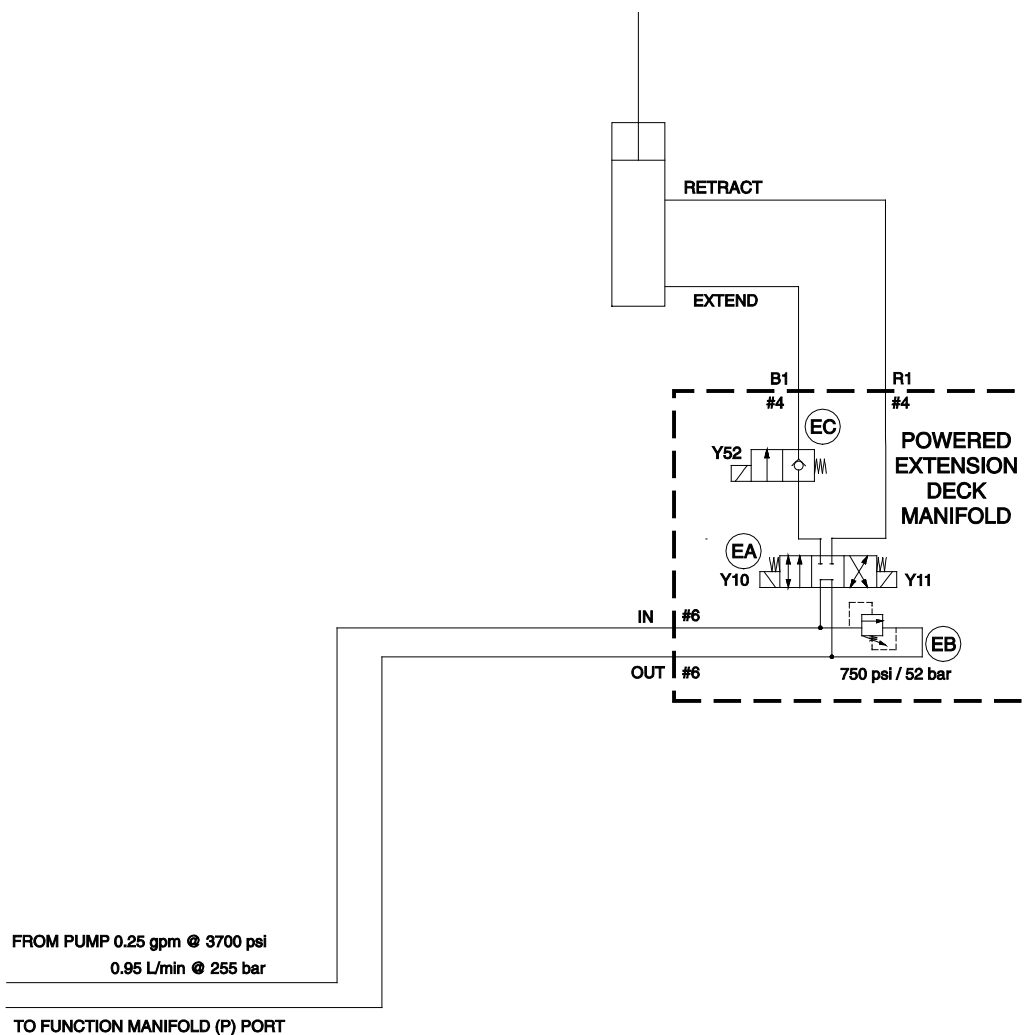 RETRACT
EXTEND
B1
R1
#4
#4
EC
Y52
POWERED
EXTENSION
DECK
MANIFOLD
EA
Y10
Y11
IN
#6
EB
OUT
#6
750 psi / 52 bar
FROM PUMP 0.25 gpm @ 3700 psi
0.95 L/min @ 255 bar
TO FUNCTION MANIFOLD (P) PORT